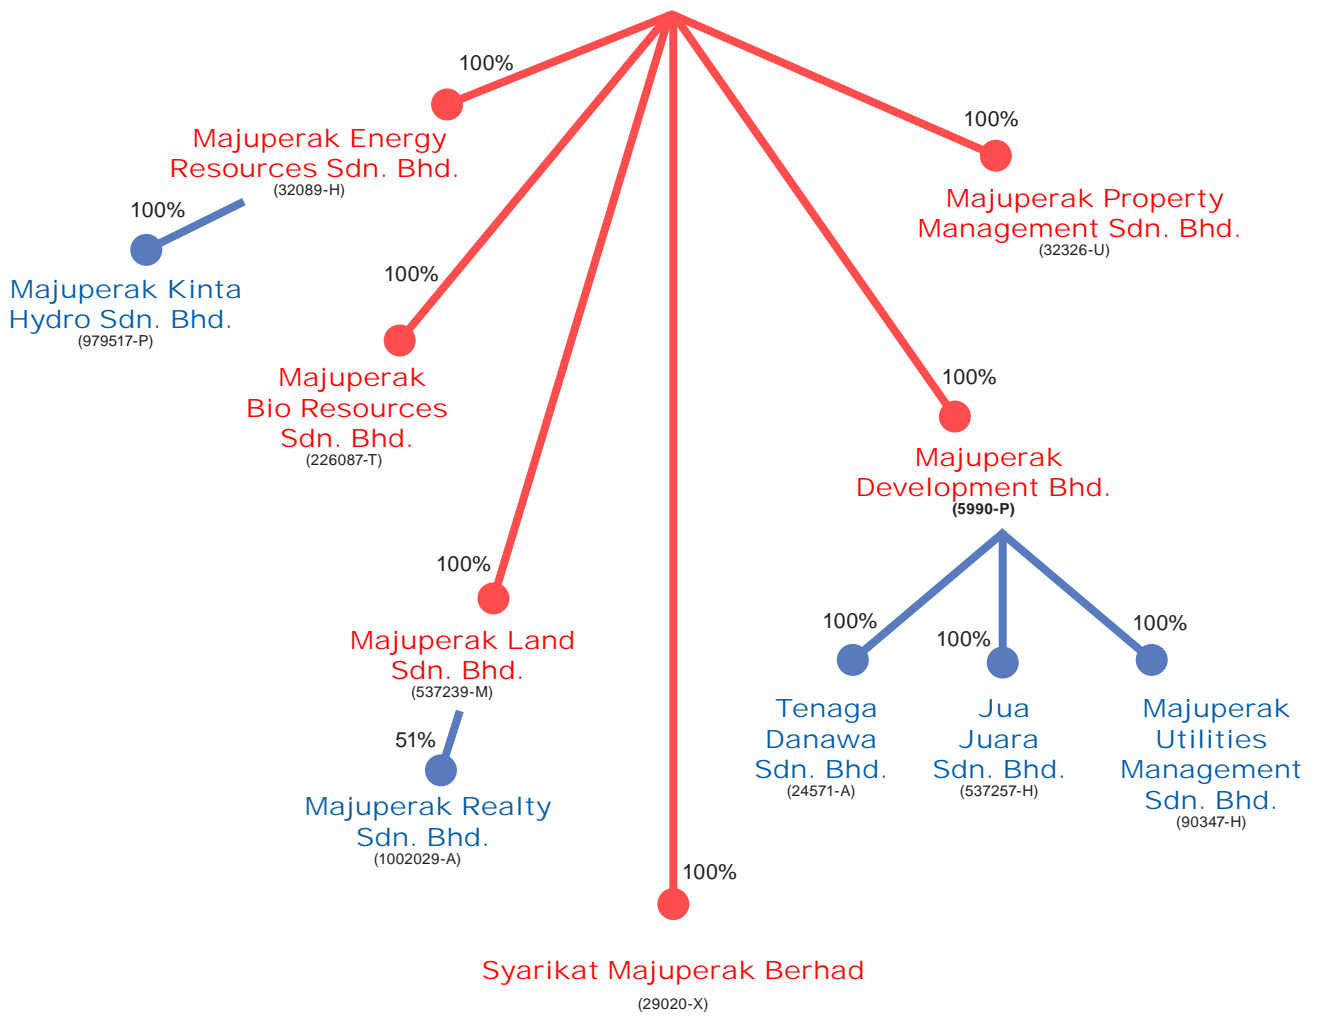 100%
Majuperak Energy
Resources Sdn. Bhd.
(32089-H)
100%
Majuperak Kinta
Hydro Sdn. Bhd.
(979517-P)
100%
Majuperak
Bio Resources
Sdn. Bhd.
(226087-T)
100%
Majuperak Land
Sdn. Bhd.
(537239-M)
51%
Majuperak Realty
Sdn. Bhd.
(1002029-A)
100%
Syarikat Majuperak Berhad
(29020-X)
100%
Majuperak Property
Management Sdn. Bhd.
(32326-U)
100%
Majuperak
Development Bhd.
(5990-P)
100%
Tenaga
Danawa
Sdn. Bhd.
(24571-A)
100%
Jua
Juara
Sdn. Bhd.
(537257-H)
100%
Majuperak
Utilities
Management
Sdn. Bhd.
(90347-H)